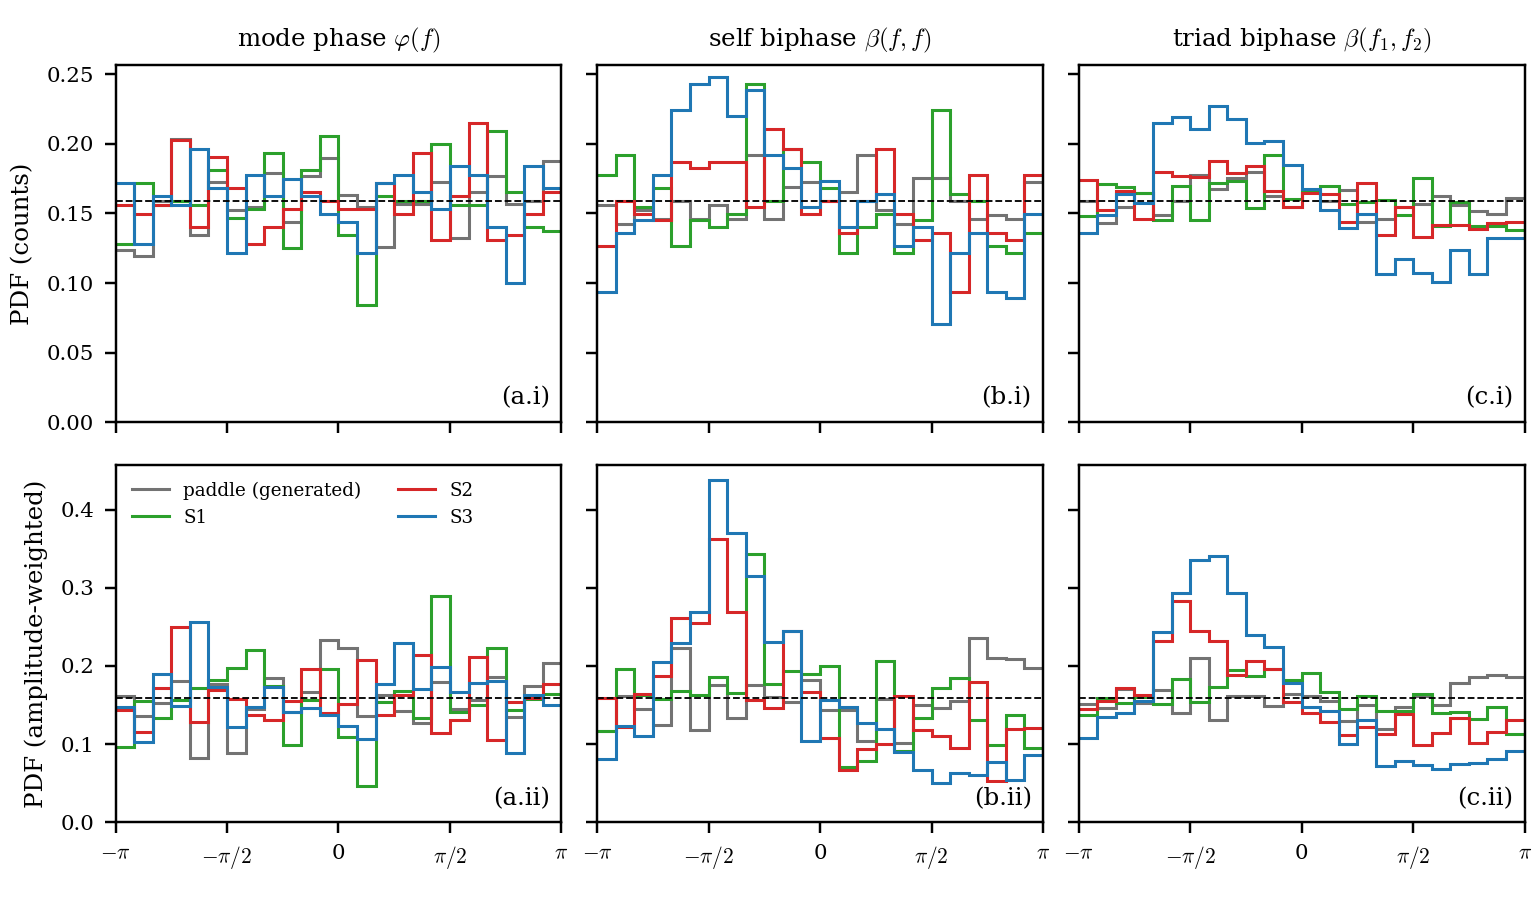 mode phase φ(f)
self biphase β(f, f)
triad biphase β(f₁, f₂)
PDF (counts)
0.25
0.20
0.15
0.10
0.05
0.00
(a.i)
(b.i)
(c.i)
PDF (amplitude-weighted)
0.4
0.3
0.2
0.1
0.0
paddle (generated)
S1
S2
S3
(a.ii)
(b.ii)
(c.ii)
−π −π/2 0 π/2 π
−π −π/2 0 π/2 π
−π −π/2 0 π/2 π